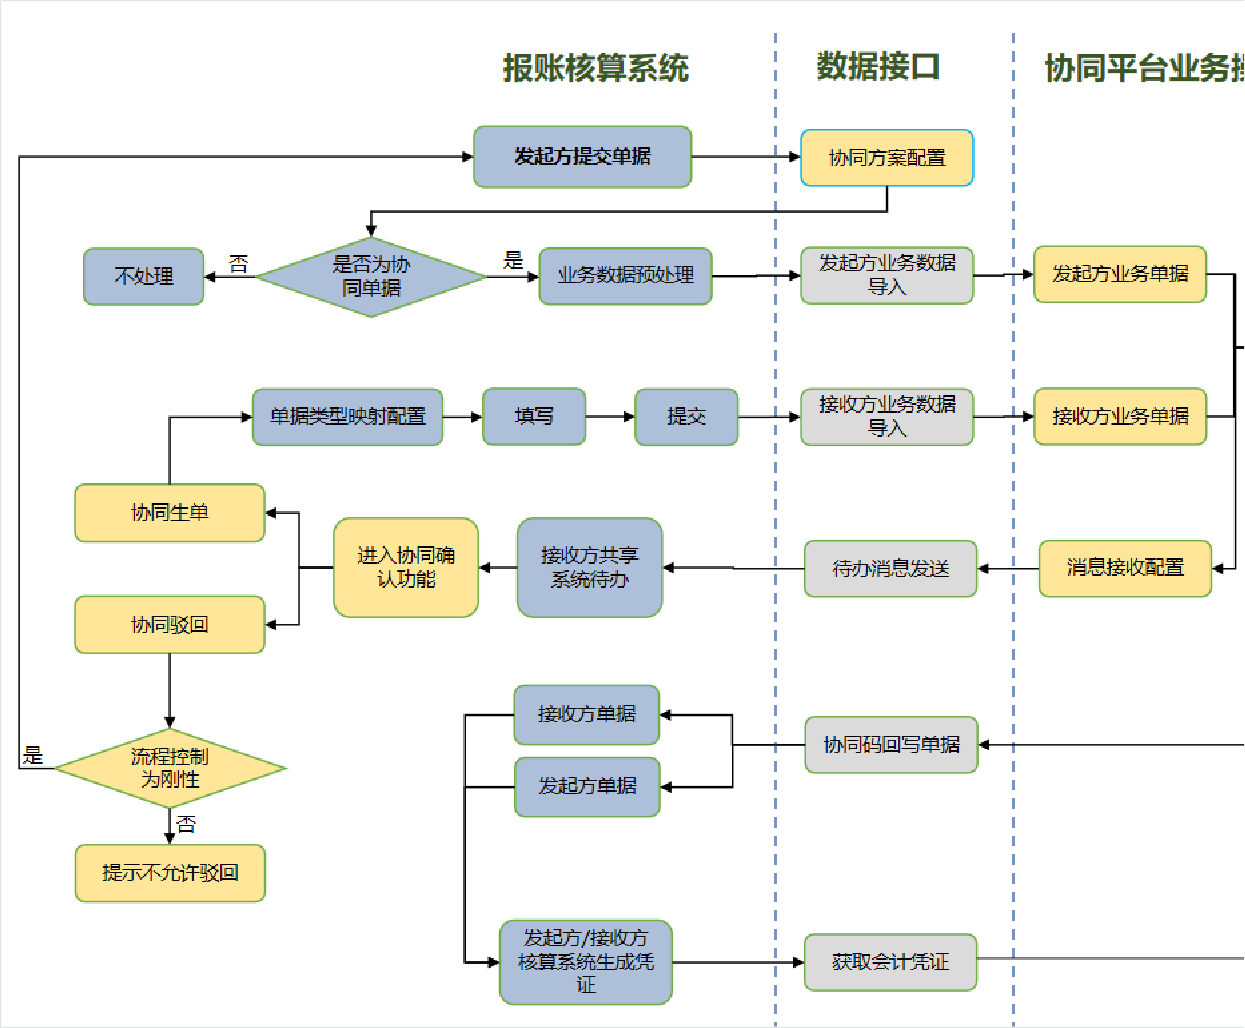 报账核算系统
数据接口
协同平台业务
发起方提交单据
协同方案配置
不处理
否
是否为协
同单据
是
业务数据预处理
发起方业务数据
导入
发起方业务单据
单据类型映射配置
填写
提交
接收方业务数据
导入
接收方业务单据
协同生单
进入协同确
认功能
接收方共享
系统待办
待办消息发送
消息接收配置
协同驳回
接收方单据
协同码回写单据
发起方单据
是
流程控制
为刚性
否
提示不允许驳回
发起方/接收方
核算系统生成凭
证
获取会计凭证